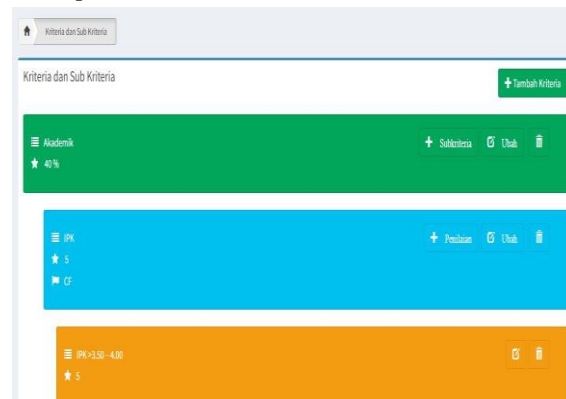 Kriteria dan Sub Kriteria
Kriteria dan Sub Kriteria
+ Tambah Kriteria
Akademik
+ Subkriteria Ubah
40 %
IPK
+ Penilaian Ubah
5
CF
IPK >3.50 - 4.00
5